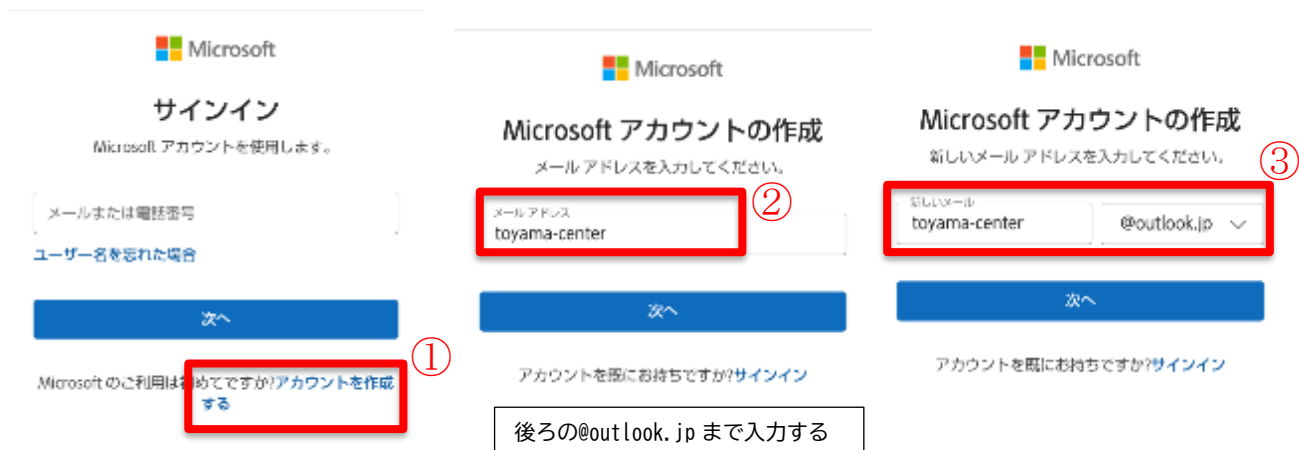 Microsoft
サインイン
Microsoft アカウントを使用します。
メールまたは電話番号
ユーザー名を忘れた場合
次へ
①
Microsoft のご利用は初めてですか?アカウントを作成
する
Microsoft
Microsoft アカウントの作成
メール アドレスを入力してください。
②
メール アドレス
toyama-center
次へ
アカウントを既にお持ちですか?サインイン
後ろの@outlook.jp まで入力する
Microsoft
Microsoft アカウントの作成
新しいメール アドレスを入力してください。
③
新しいメール
toyama-center @outlook.jp
次へ
アカウントを既にお持ちですか?サインイン